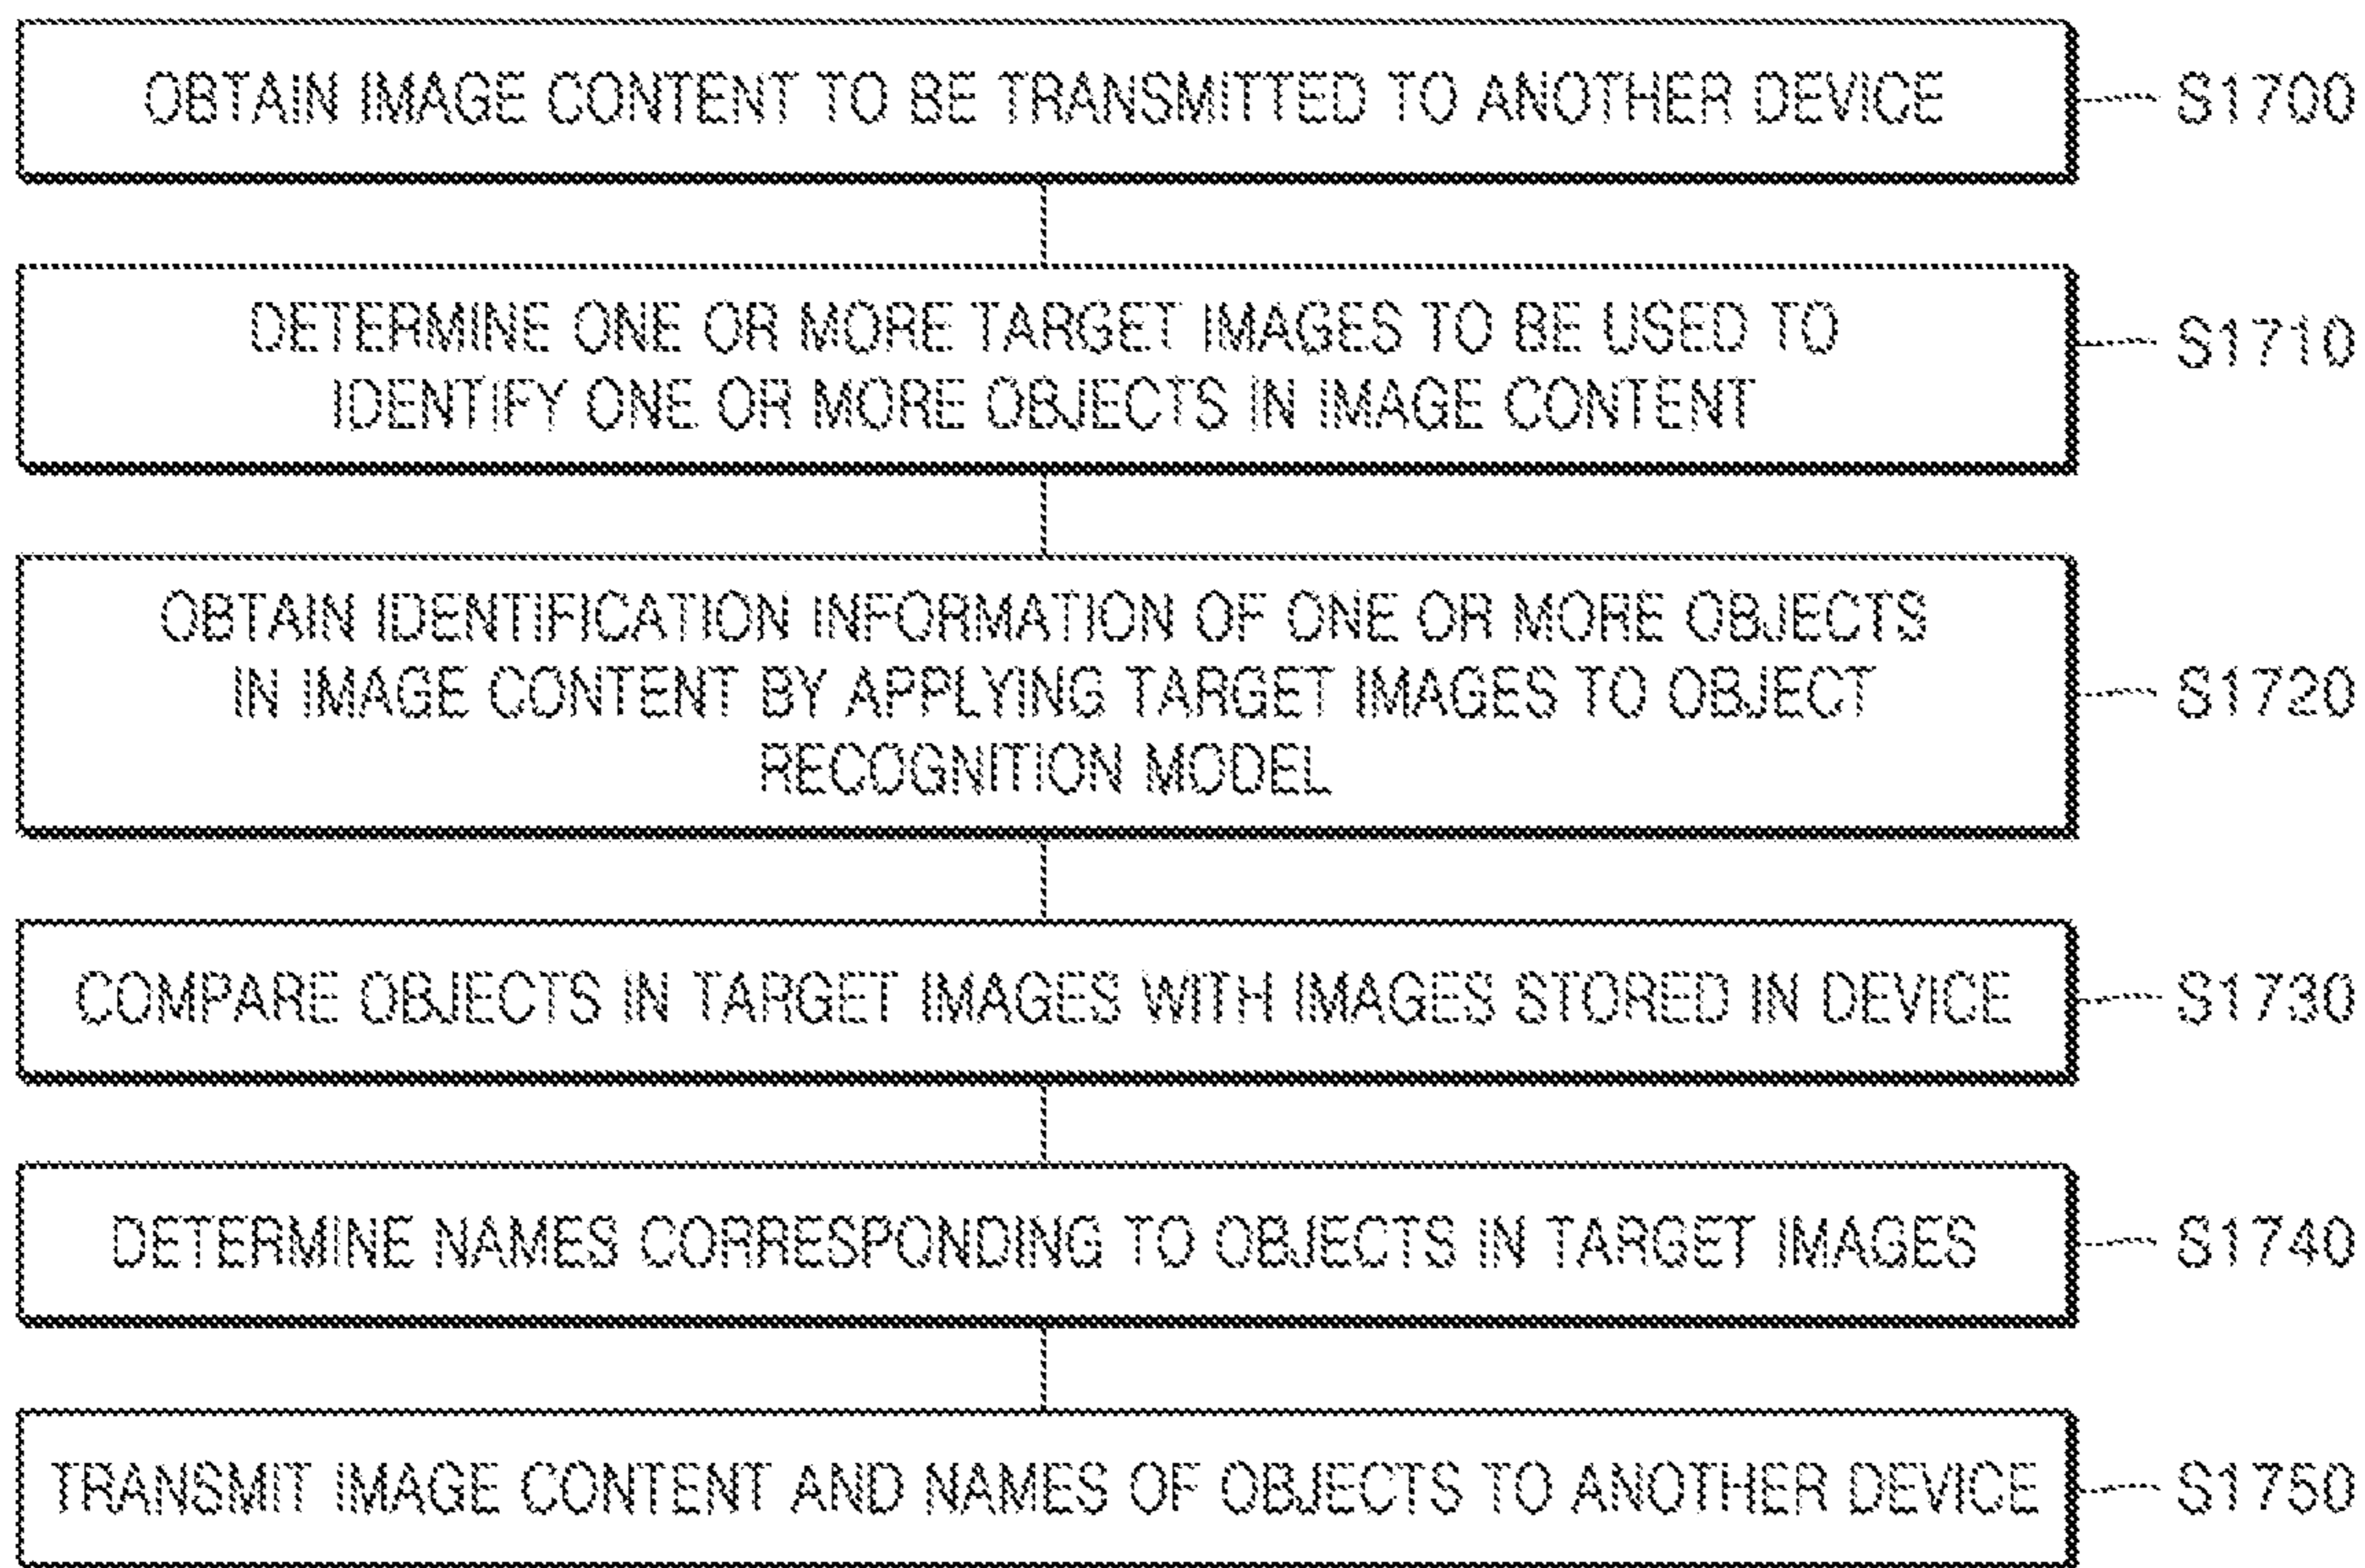 OBTAIN IMAGE CONTENT TO BE TRANSMITTED TO ANOTHER DEVICE
S1700
DETERMINE ONE OR MORE TARGET IMAGES TO BE USED TO
IDENTIFY ONE OR MORE OBJECTS IN IMAGE CONTENT
S1710
OBTAIN IDENTIFICATION INFORMATION OF ONE OR MORE OBJECTS
IN IMAGE CONTENT BY APPLYING TARGET IMAGES TO OBJECT
RECOGNITION MODEL
S1720
COMPARE OBJECTS IN TARGET IMAGES WITH IMAGES STORED IN DEVICE
S1730
DETERMINE NAMES CORRESPONDING TO OBJECTS IN TARGET IMAGES
S1740
TRANSMIT IMAGE CONTENT AND NAMES OF OBJECTS TO ANOTHER DEVICE
S1750